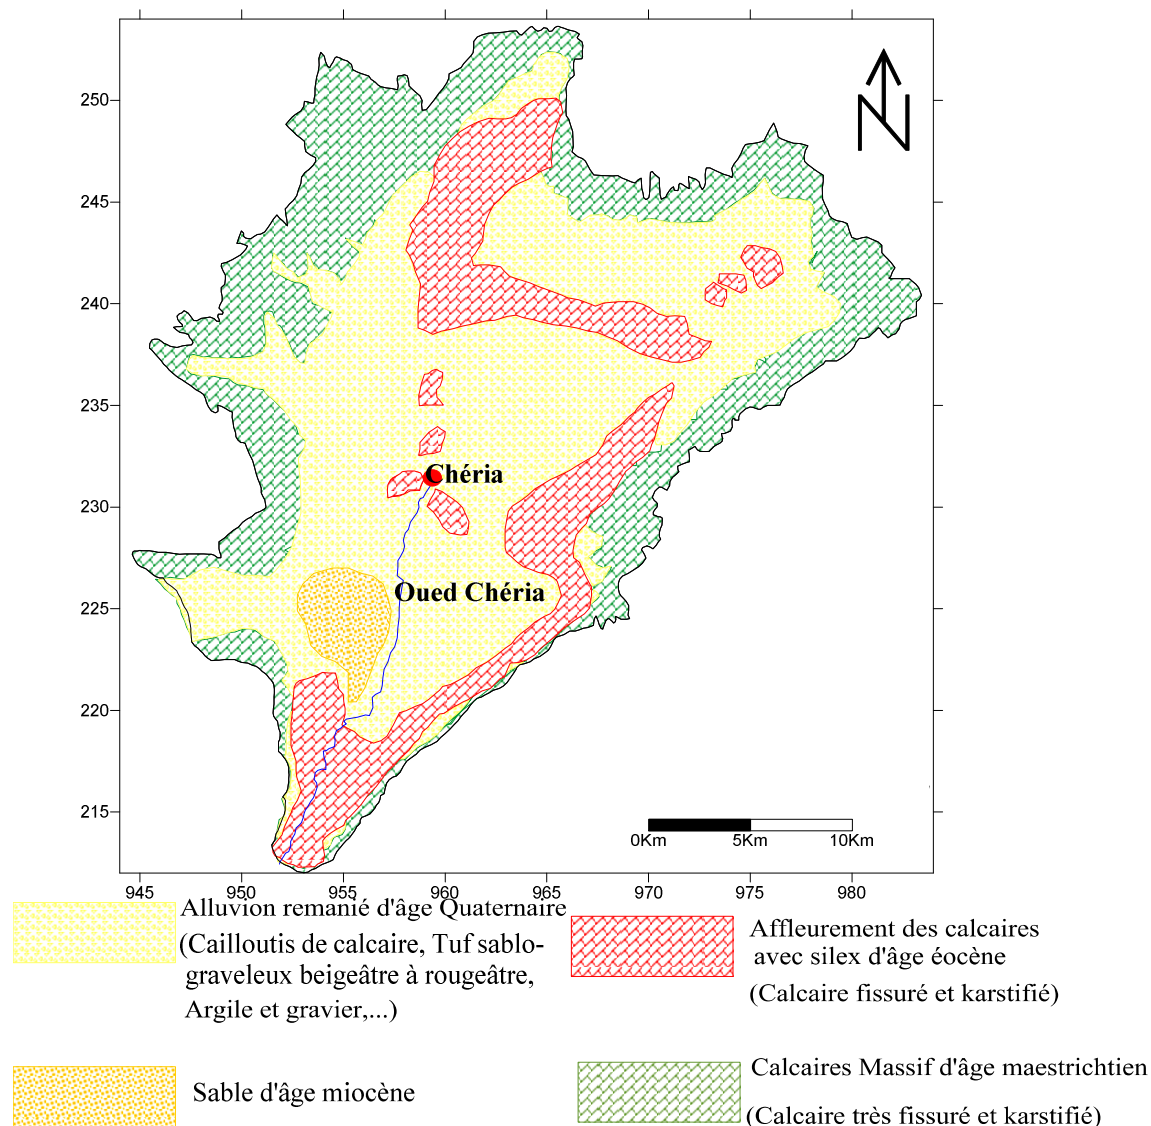 N
250
245
240
235
230
225
220
215
Chéria
Oued Chéria
0Km 5Km 10Km
945 950 955 960 965 970 975 980
Alluvion remanié d'âge Quaternaire
(Cailloutis de calcaire, Tuf sablo-
graveleux beigeâtre à rougeâtre,
Argile et gravier,...)
Affleurement des calcaires
avec silex d'âge éocène
(Calcaire fissuré et karstifié)
Sable d'âge miocène
Calcaires Massif d'âge maestrichtien
(Calcaire très fissuré et karstifié)